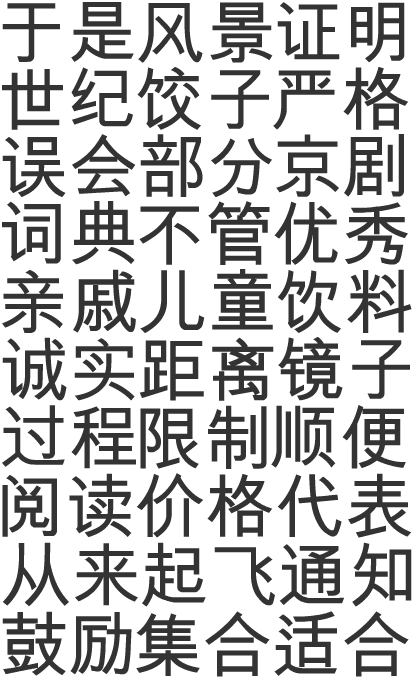 于是风景证明
世纪饺子严格
误会部分京剧
词典不管优秀
亲戚儿童饮料
诚实距离镜子
过程限制顺便
阅读价格代表
从来起飞通知
鼓励集合适合